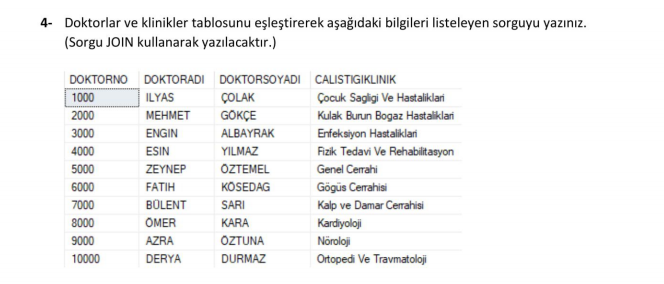 4- Doktorlar ve klinikler tablosunu eşleştirerek aşağıdaki bilgileri listeleyen sorguyu yazınız.
(Sorgu JOIN kullanarak yazılacaktır.)
DOKTORNO DOKTORADI DOKTORSOYADI CALISTIGIKLINIK
1000 ILYAS ÇOLAK Çocuk Sagligi Ve Hastaliklari
2000 MEHMET GÖKÇE Kulak Burun Bogaz Hastaliklari
3000 ENGIN ALBAYRAK Enfeksiyon Hastaliklari
4000 ESIN YILMAZ Fizik Tedavi Ve Rehabilitasyon
5000 ZEYNEP ÖZTEMEL Genel Cerrahi
6000 FATIH KÖSEDAG Gögüs Cerrahisi
7000 BÜLENT SARI Kalp ve Damar Cerrahisi
8000 ÖMER KARA Kardiyoloji
9000 AZRA ÖZTUNA Nöroloji
10000 DERYA DURMAZ Ortopedi Ve Travmatoloji